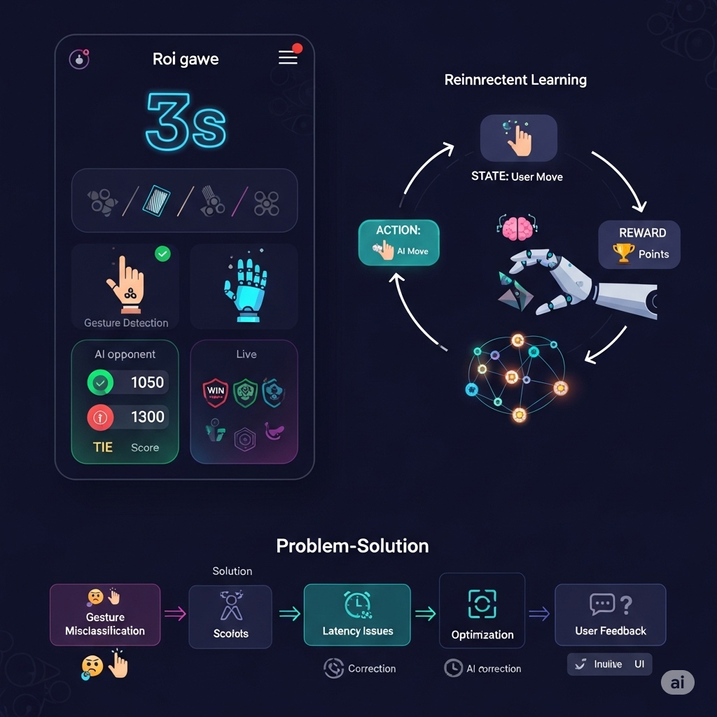 Roi gawe
3s
Gesture Detection
AI opponent
1050
1300
TIE Score
Live
WIN
Reinnrectent Learning
STATE: User Move
ACTION:
AI Move
REWARD
Points
Problem-Solution
Solution
Gesture
Misclassification
Scofots
Latency Issues
Optimization
User Feedback
Correction
AI correction
Inuiive UI
ai